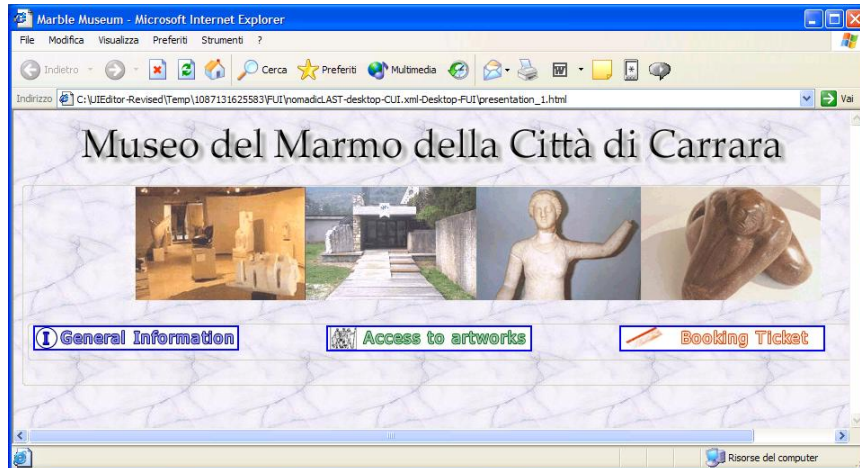 Marble Museum - Microsoft Internet Explorer
File Modifica Visualizza Preferiti Strumenti ?
Indietro Cerca Preferiti Multimedia
Indirizzo C:\UIEditor-Revised\Temp\1087131625583\FUI\nomadicLAST-desktop-CUI.xml-Desktop-FUI\presentation_1.html Vai
Museo del Marmo della Città di Carrara
General Information Access to artworks Booking Ticket
Risorse del computer